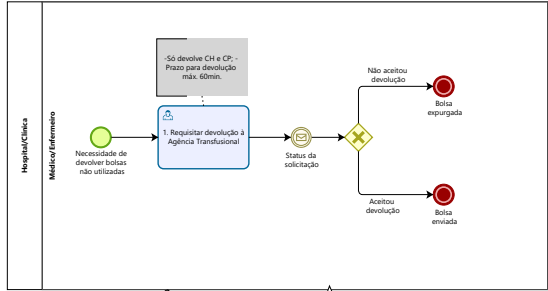 Hospital/Clínica
Médico/Enfermeiro
-Só devolve CH e CP; -
Prazo para devolução
máx. 60min.
Necessidade de
devolver bolsas
não utilizadas
1. Requisitar devolução à
Agência Transfusional
Status da
solicitação
Não aceitou
devolução
Bolsa
expurgada
Aceitou
devolução
Bolsa
enviada